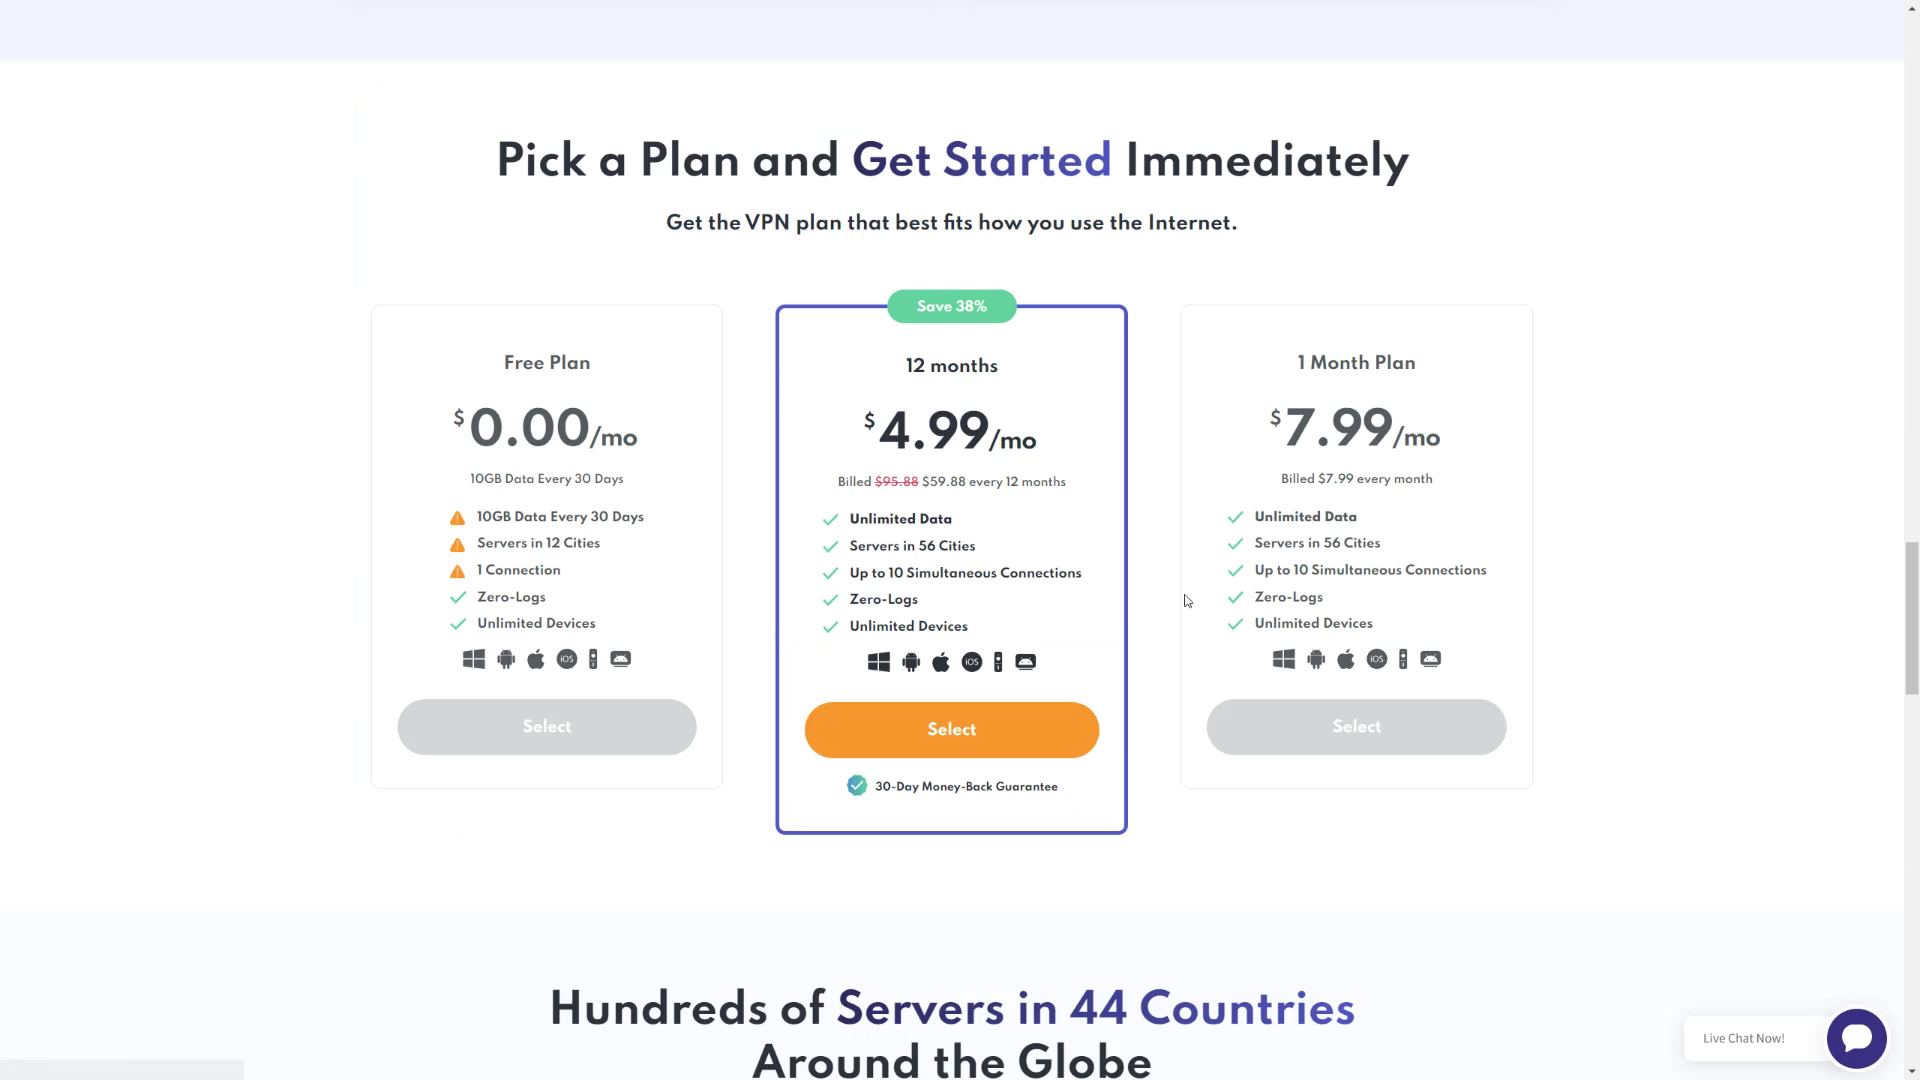 Pick a Plan and Get Started Immediately
Get the VPN plan that best fits how you use the Internet.
Free Plan
$0.00/mo
10GB Data Every 30 Days
10GB Data Every 30 Days
Servers in 12 Cities
1 Connection
Zero-Logs
Unlimited Devices
iOS
Select
Save 38%
12 months
$4.99/mo
Billed $95.88 $59.88 every 12 months
Unlimited Data
Servers in 56 Cities
Up to 10 Simultaneous Connections
Zero-Logs
Unlimited Devices
iOS
Select
30-Day Money-Back Guarantee
1 Month Plan
$7.99/mo
Billed $7.99 every month
Unlimited Data
Servers in 56 Cities
Up to 10 Simultaneous Connections
Zero-Logs
Unlimited Devices
iOS
Select
Hundreds of Servers in 44 Countries
Around the Globe
Live Chat Now!